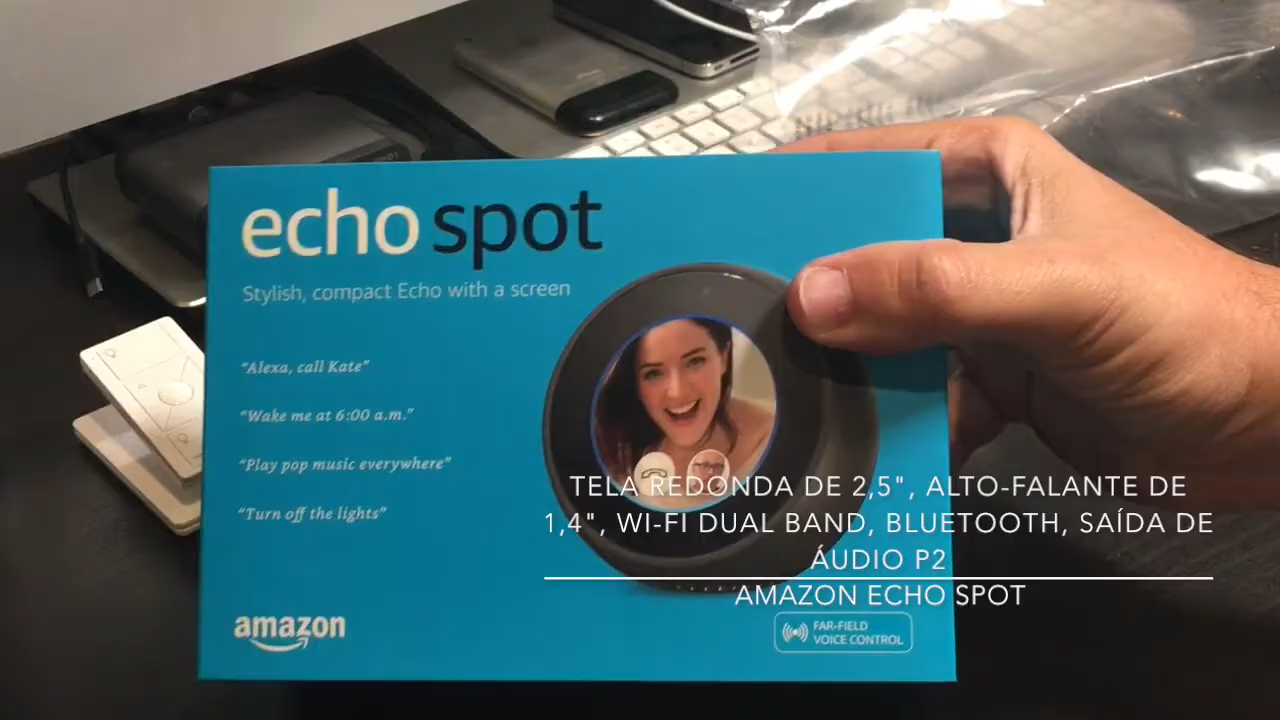 echo spot
Stylish, compact Echo with a screen
"Alexa, call Kate"
"Wake me at 6:00 a.m."
"Play pop music everywhere"
"Turn off the lights"
amazon
FAR-FIELD
VOICE CONTROL
TELA REDONDA DE 2,5", ALTO-FALANTE DE
1,4", WI-FI DUAL BAND, BLUETOOTH, SAÍDA DE
ÁUDIO P2
AMAZON ECHO SPOT